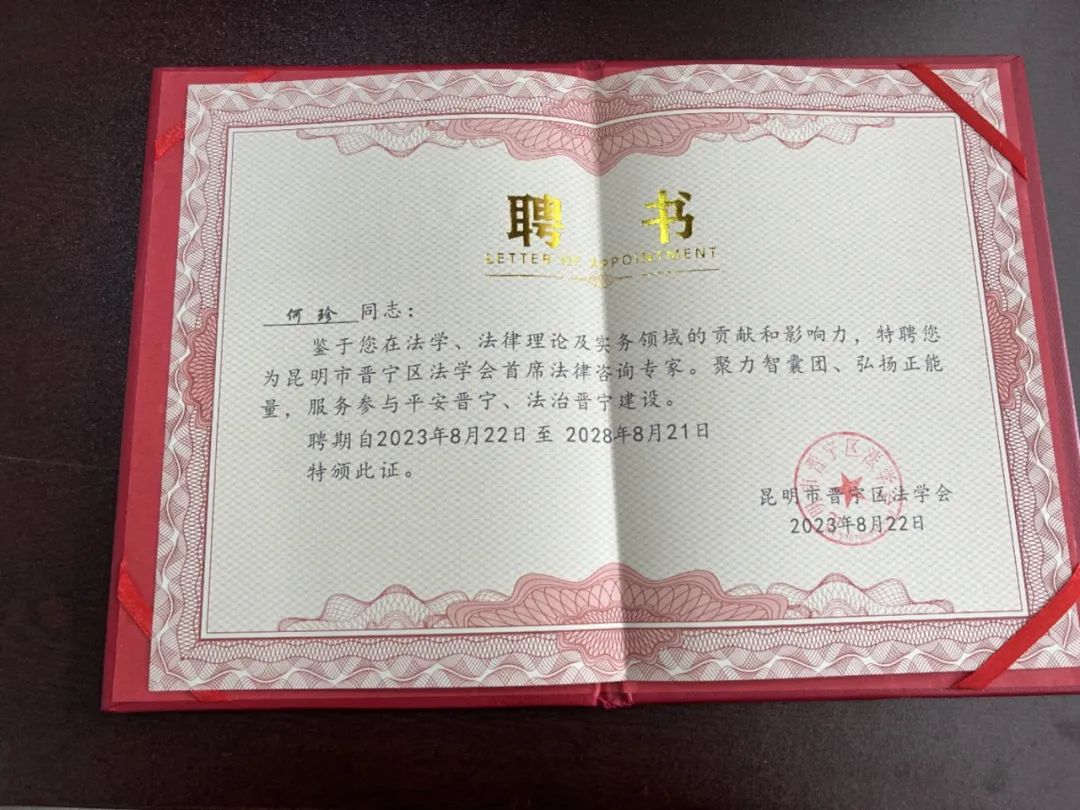 聘 书
LETTER OF APPOINTMENT
何珍 同志：
鉴于您在法学、法律理论及实务领域的贡献和影响力，特聘您
为昆明市晋宁区法学会首席法律咨询专家。聚力智囊团、弘扬正能
量，服务参与平安晋宁、法治晋宁建设。
聘期自2023年8月22日至 2028年8月21日
特颁此证。
昆明市晋宁区法学会
2023年8月22日